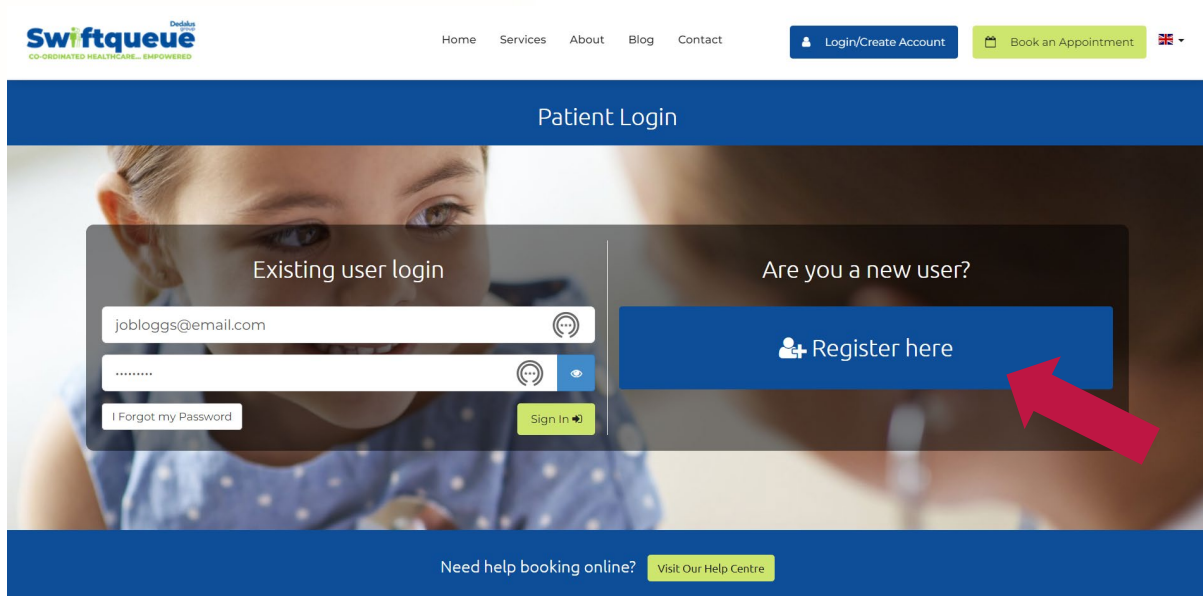 Dedalus
group
Swiftqueue
CO-ORDINATED HEALTHCARE... EMPOWERED
Home Services About Blog Contact Login/Create Account Book an Appointment
Patient Login
Existing user login
jobloggs@email.com
.........
I Forgot my Password
Sign In
Are you a new user?
Register here
Need help booking online? Visit Our Help Centre